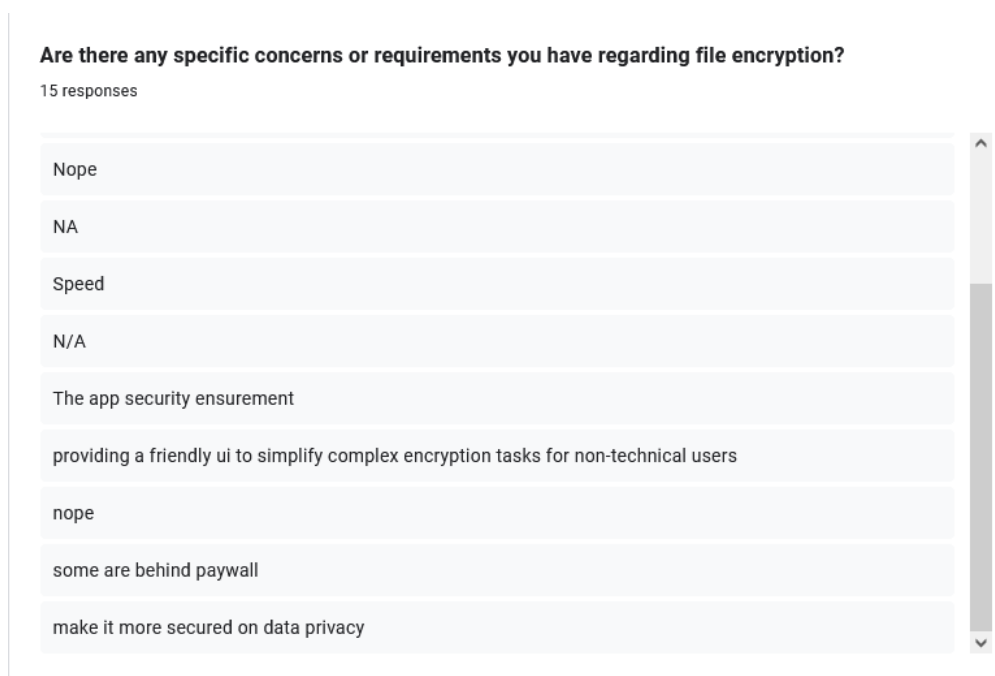 Are there any specific concerns or requirements you have regarding file encryption?
15 responses
Nope
NA
Speed
N/A
The app security ensurement
providing a friendly ui to simplify complex encryption tasks for non-technical users
nope
some are behind paywall
make it more secured on data privacy